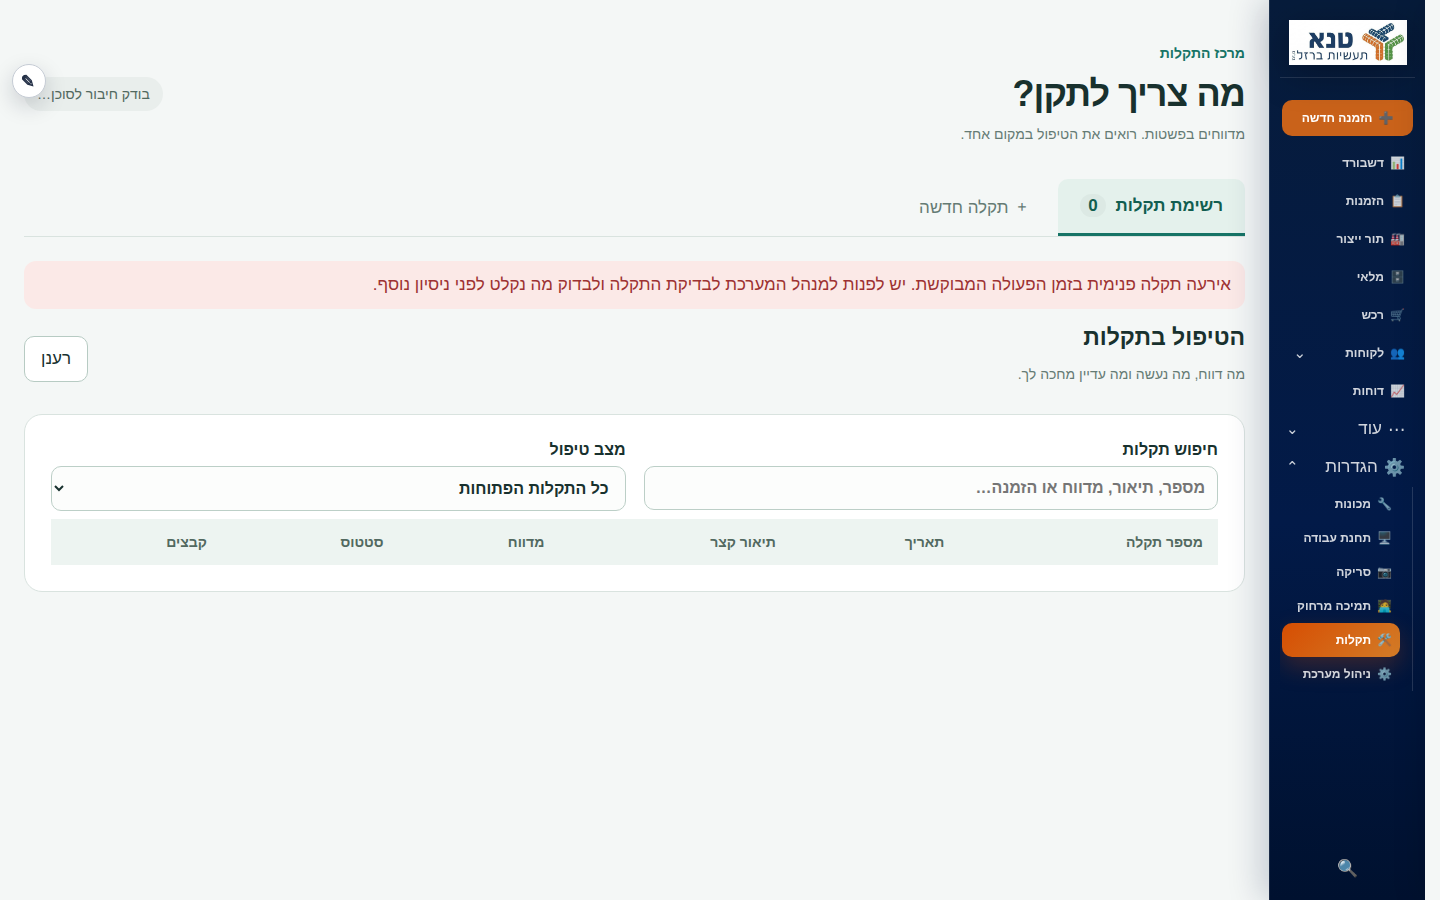 טנא
תעשיות ברזל
הזמנה חדשה
דשבורד
הזמנות
תור ייצור
מלאי
רכש
לקוחות
דוחות
עוד
הגדרות
מכונות
תחנת עבודה
סריקה
תמיכה מרחוק
תקלות
ניהול מערכת
מרכז התקלות
מה צריך לתקן?
מדווחים בפשטות. רואים את הטיפול במקום אחד.
בודק חיבור לסוכן...
רשימת תקלות 0
+ תקלה חדשה
אירעה תקלה פנימית בזמן הפעולה המבוקשת. יש לפנות למנהל המערכת לבדיקת התקלה ולבדוק מה נקלט לפני ניסיון נוסף.
הטיפול בתקלות
מה דווח, מה נעשה ומה עדיין מחכה לך.
רענן
חיפוש תקלות
מצב טיפול
מספר, תיאור, מדווח או הזמנה...
כל התקלות הפתוחות
מספר תקלה תאריך תיאור קצר מדווח סטטוס קבצים